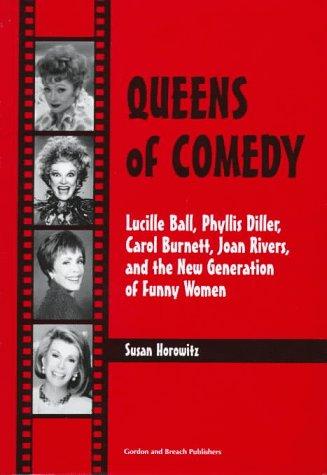 QUEENS
OF COMEDY
Lucille Ball, Phyllis Diller,
Carol Burnett, Joan Rivers,
and the New Generation
of Funny Women
Susan Horowitz
Gordon and Breach Publishers